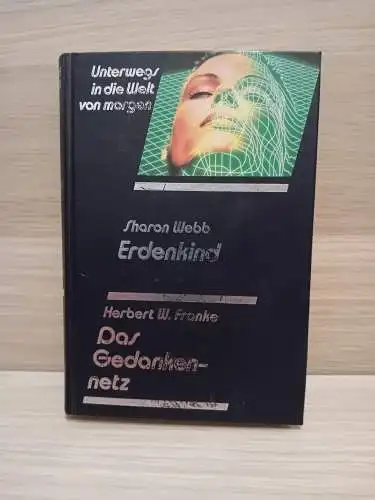 Unterwegs
in die Welt
von morgen
Sharon Webb
Erdenkind
Herbert W. Franke
Das
Gedanken-
netz